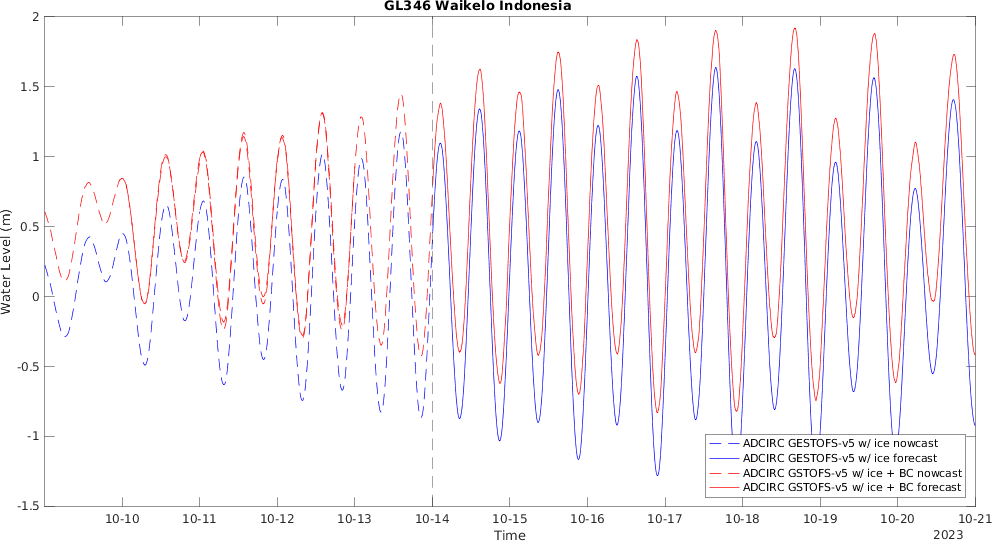 GL346 Waikelo Indonesia
Water Level (m)
2
1.5
1
0.5
0
-0.5
-1
-1.5
ADCIRC GESTOFS-v5 w/ ice nowcast
ADCIRC GESTOFS-v5 w/ ice forecast
ADCIRC GSTOFS-v5 w/ ice + BC nowcast
ADCIRC GSTOFS-v5 w/ ice + BC forecast
10-10 10-11 10-12 10-13 10-14 10-15 10-16 10-17 10-18 10-19 10-20 10-21
Time
2023